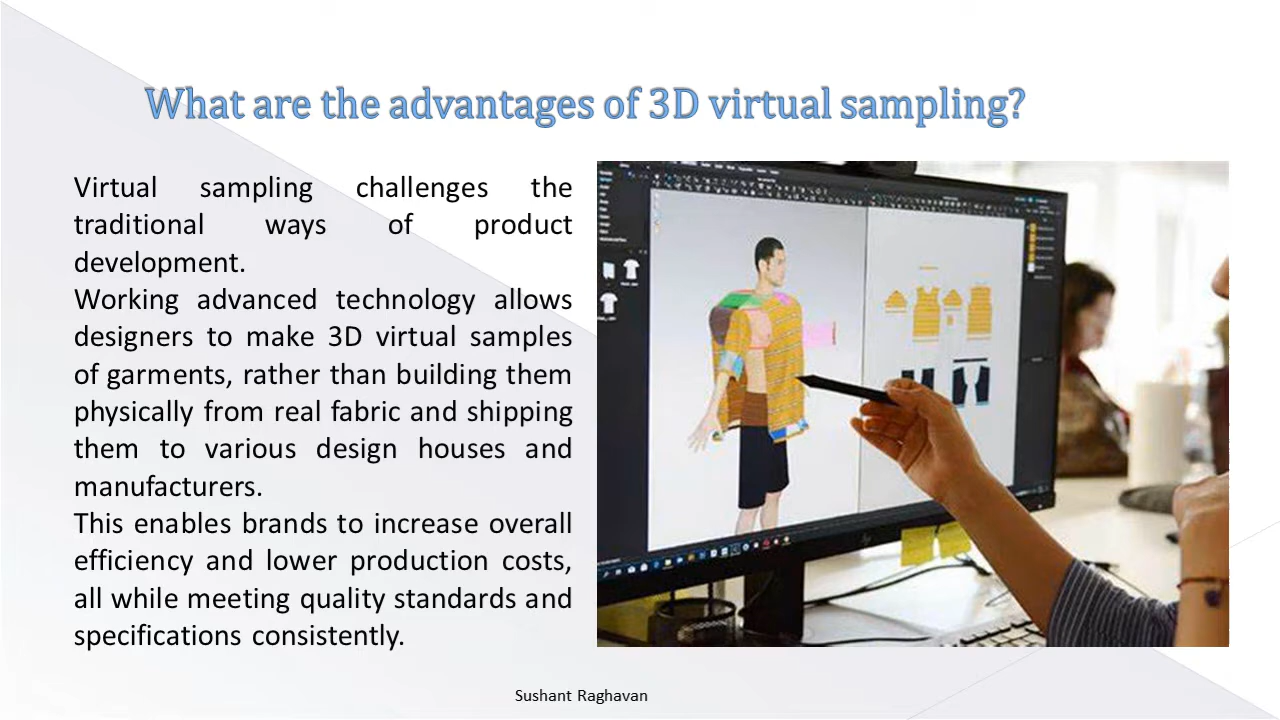 What are the advantages of 3D virtual sampling?
Virtual sampling challenges the
traditional ways of product
development.
Working advanced technology allows
designers to make 3D virtual samples
of garments, rather than building them
physically from real fabric and shipping
them to various design houses and
manufacturers.
This enables brands to increase overall
efficiency and lower production costs,
all while meeting quality standards and
specifications consistently.
Sushant Raghavan